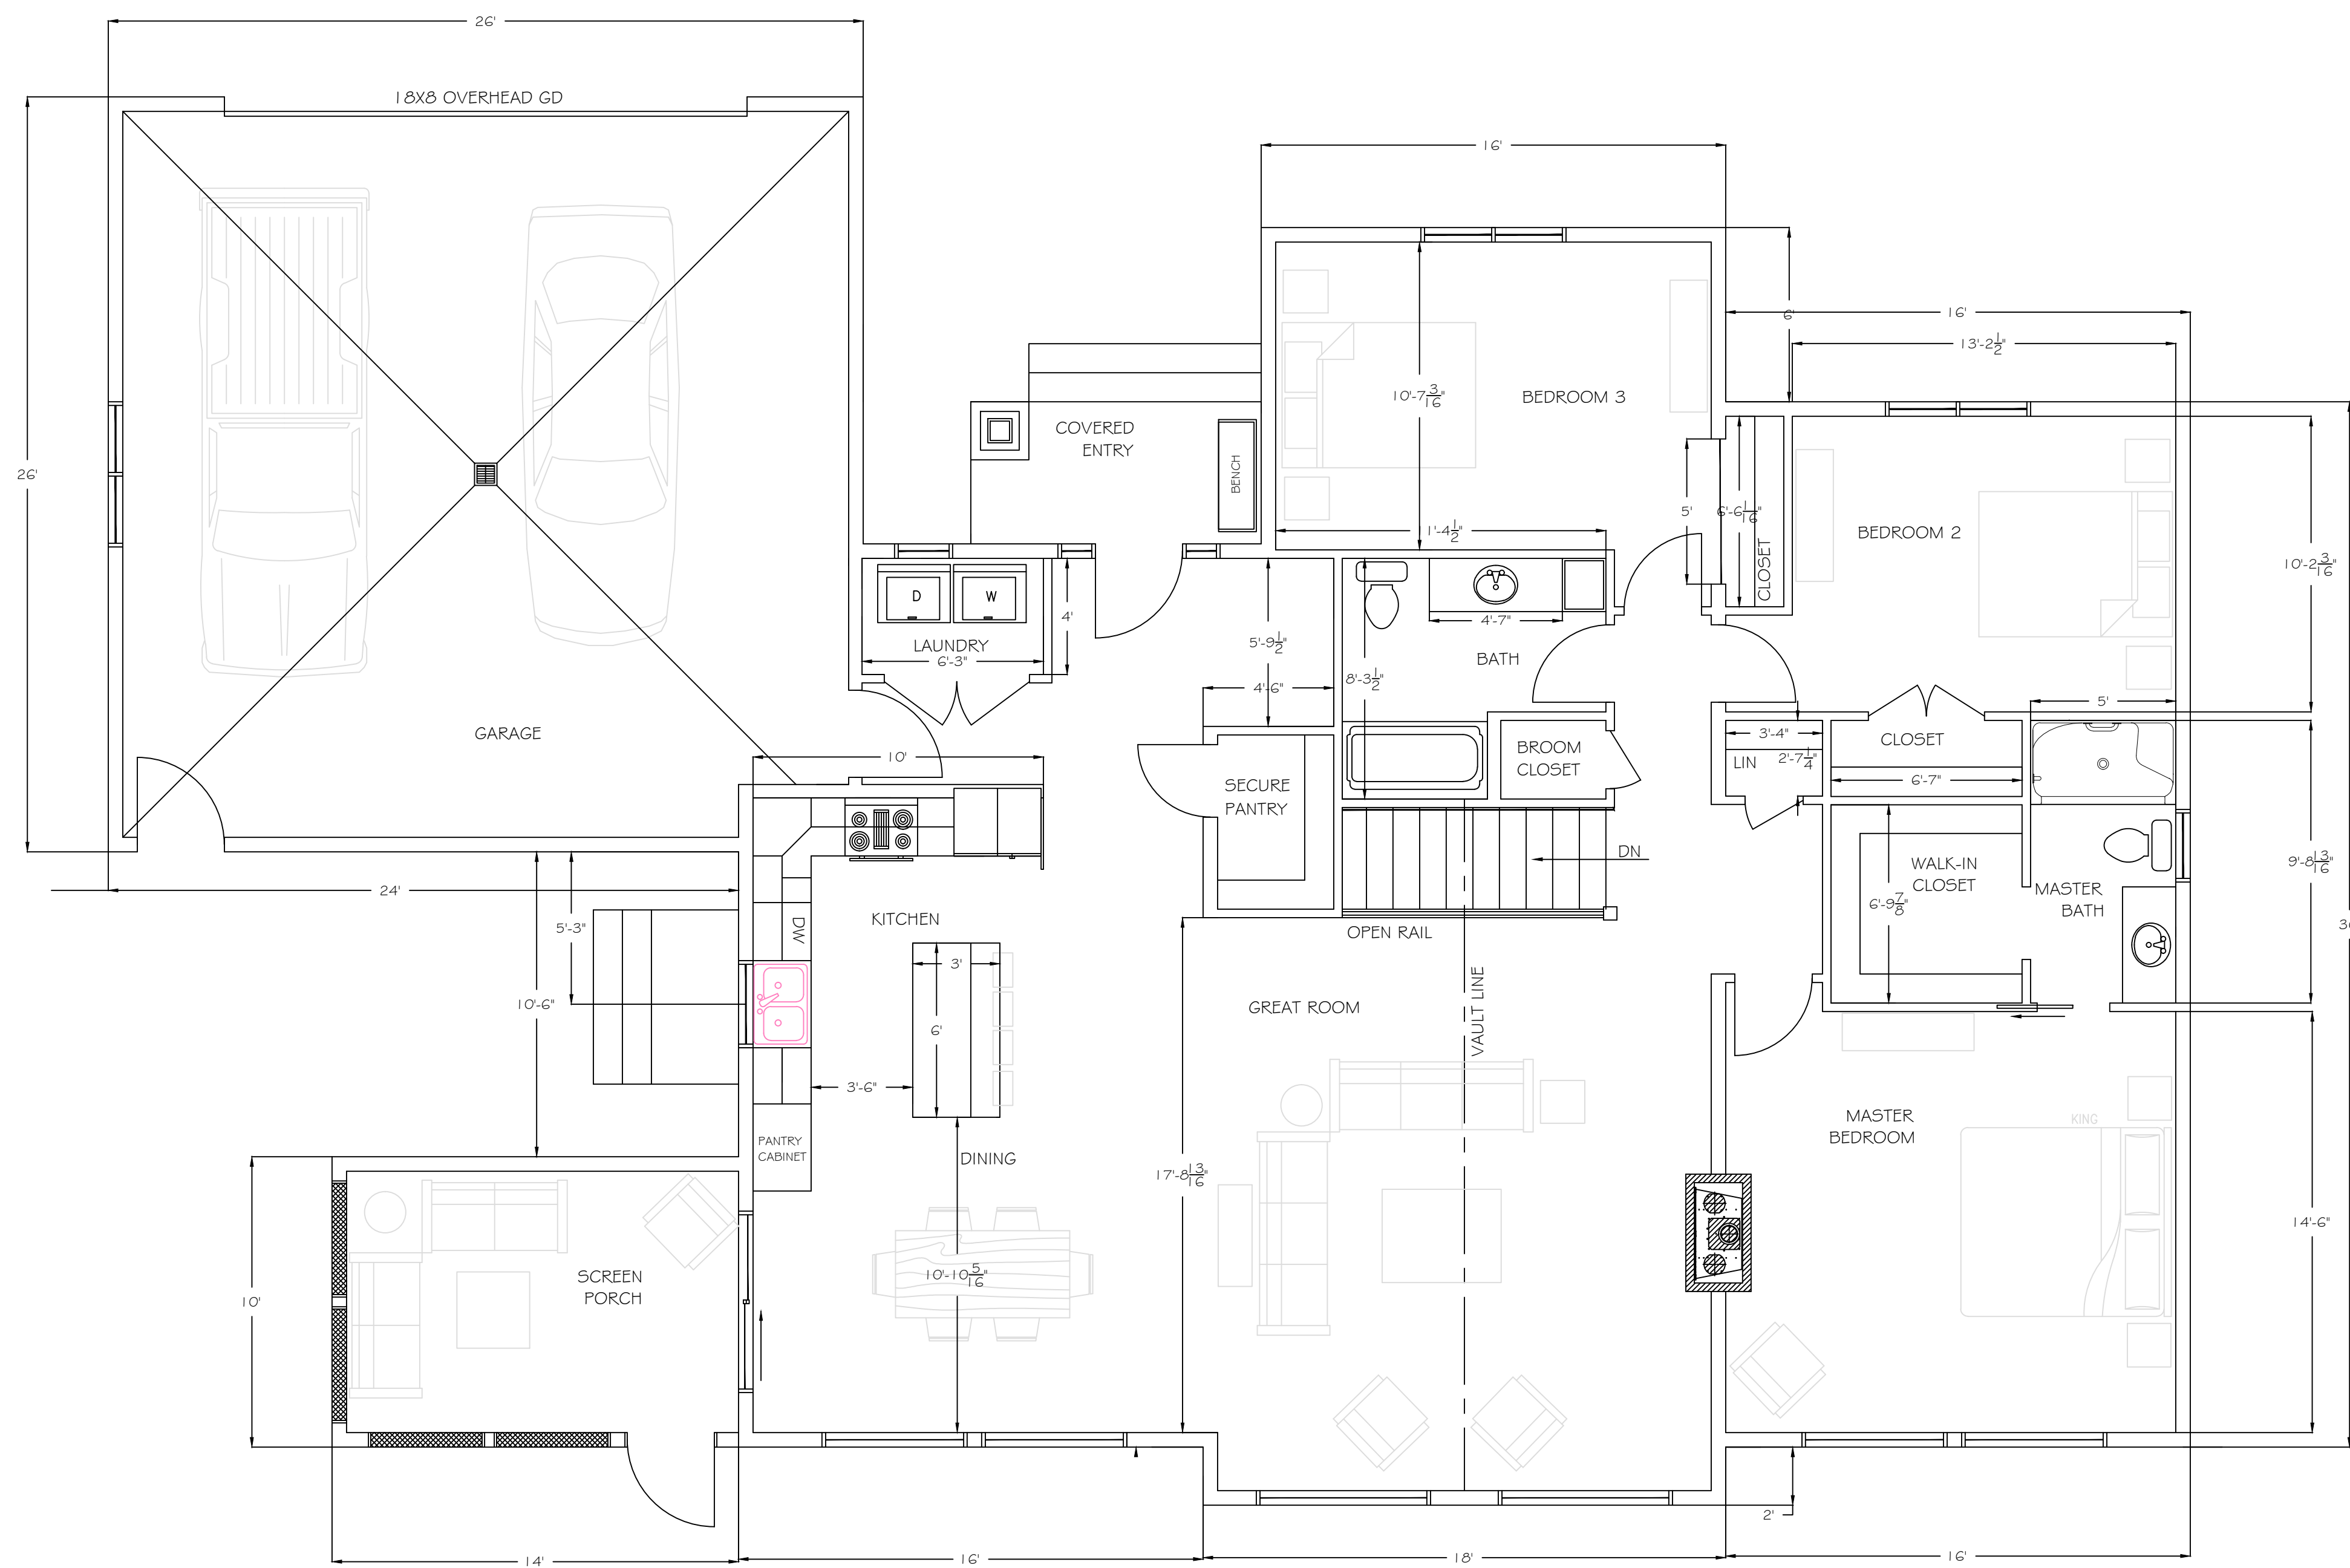 26'
18X8 OVERHEAD GD
16'
6'
16'
13'-2 1/2"
10'-7 3/16"
BEDROOM 3
COVERED
ENTRY
BENCH
26'
5'
6'-6 1/16"
11'-4 1/2"
BEDROOM 2
CLOSET
10'-2 3/16"
D
W
4'
4'-7"
LAUNDRY
6'-3"
5'-9 1/2"
BATH
8'-3 1/2"
4'-6"
5'
GARAGE
3'-4"
CLOSET
BROOM
CLOSET
10'
2'-7 1/4"
LIN
6'-7"
SECURE
PANTRY
DN
9'-8 13/16"
WALK-IN
CLOSET
24'
MASTER
BATH
6'-9 7/8"
KITCHEN
DW
5'-3"
OPEN RAIL
3'
10'-6"
GREAT ROOM
VAULT LINE
6'
3'-6"
MASTER
BEDROOM
KING
PANTRY
CABINET
DINING
17'-8 13/16"
14'-6"
SCREEN
PORCH
10'-10 5/16"
10'
2'
14'
16'
18'
16'